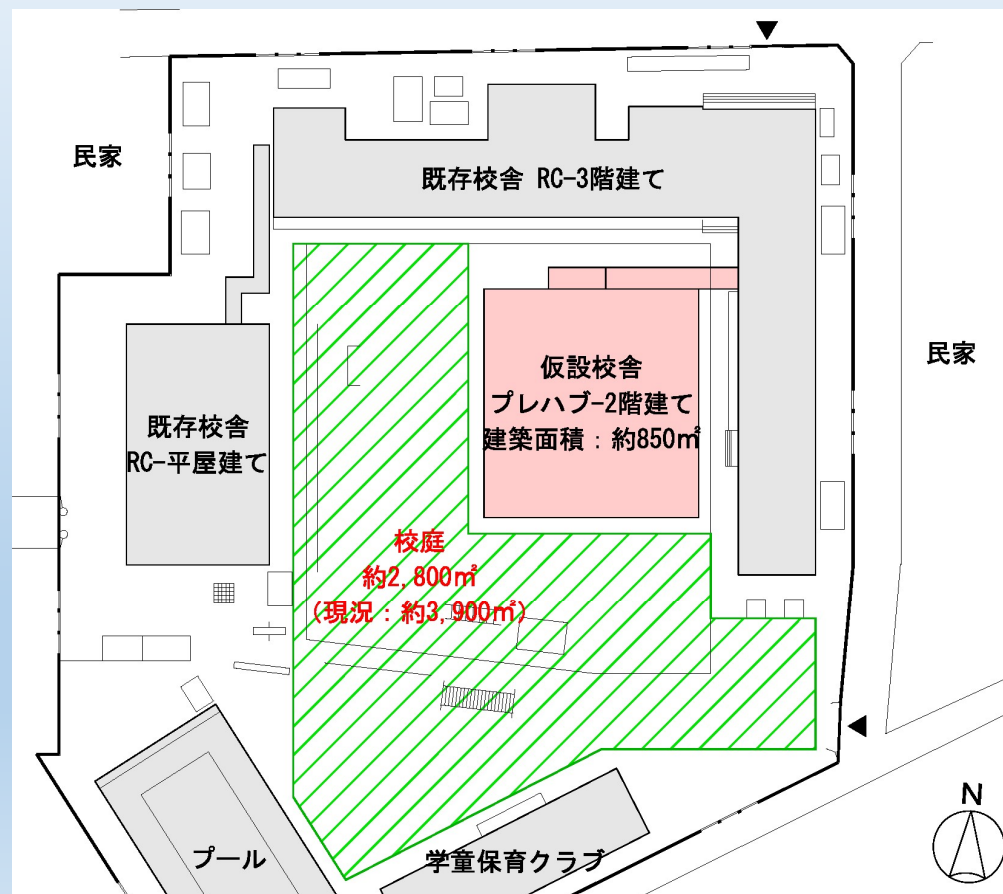 民家
既存校舎 RC-3階建て
民家
仮設校舎
プレハブ-2階建て
建築面積：約850㎡
既存校舎
RC-平屋建て
校庭
約2,800㎡
(現況：約3,900㎡)
N
プール
学童保育クラブ